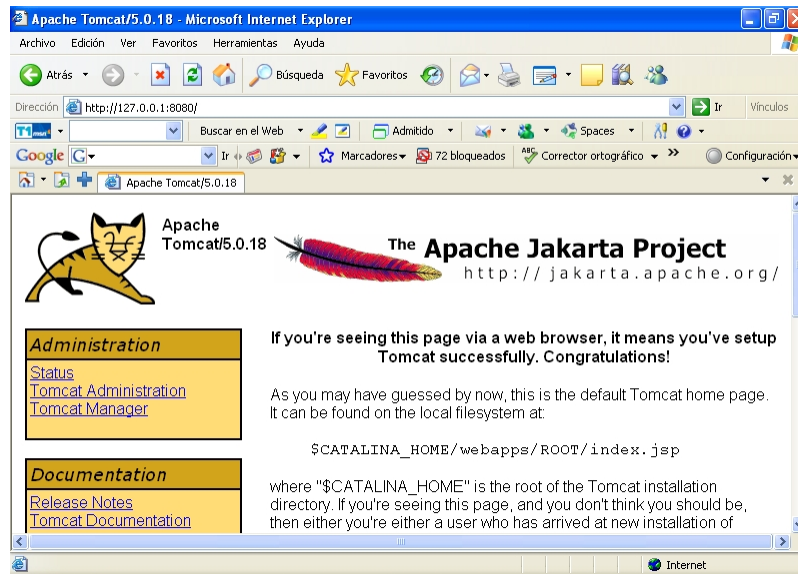 Apache Tomcat/5.0.18 - Microsoft Internet Explorer
Archivo Edición Ver Favoritos Herramientas Ayuda
Atrás Búsqueda Favoritos
Dirección http://127.0.0.1:8080/ Ir Vínculos
T1msn Buscar en el Web Admitido Spaces
Google G Ir Marcadores 72 bloqueados ABC Corrector ortográfico Configuración
Apache Tomcat/5.0.18
Apache
Tomcat/5.0.18
The Apache Jakarta Project
http://jakarta.apache.org/
Administration
Status
Tomcat Administration
Tomcat Manager
Documentation
Release Notes
Tomcat Documentation
If you're seeing this page via a web browser, it means you've setup
Tomcat successfully. Congratulations!
As you may have guessed by now, this is the default Tomcat home page.
It can be found on the local filesystem at:
$CATALINA_HOME/webapps/ROOT/index.jsp
where "$CATALINA_HOME" is the root of the Tomcat installation
directory. If you're seeing this page, and you don't think you should be,
then either you're either a user who has arrived at new installation of
Internet